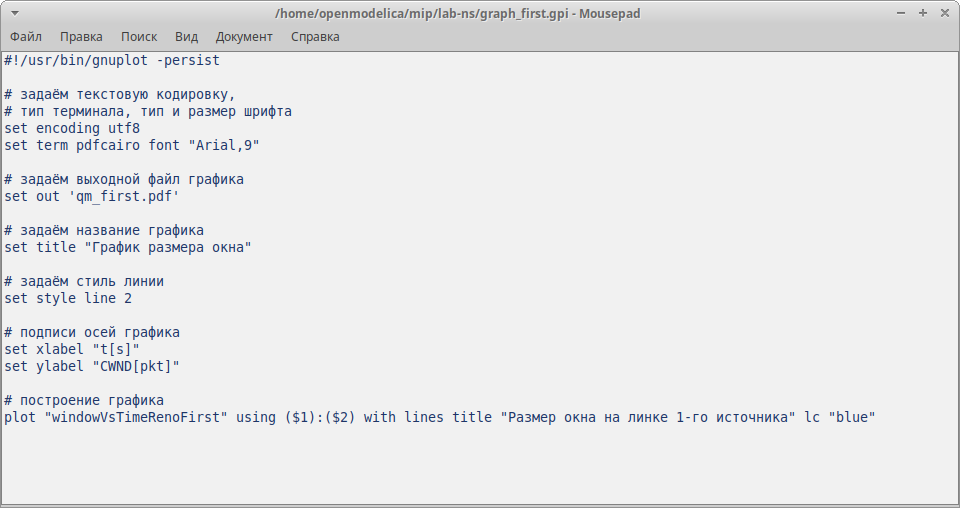 /home/openmodelica/mip/lab-ns/graph_first.gpi - Mousepad
Файл Правка Поиск Вид Документ Справка
#!/usr/bin/gnuplot -persist
# задаём текстовую кодировку,
# тип терминала, тип и размер шрифта
set encoding utf8
set term pdfcairo font "Arial,9"
# задаём выходной файл графика
set out 'qm_first.pdf'
# задаём название графика
set title "График размера окна"
# задаём стиль линии
set style line 2
# подписи осей графика
set xlabel "t[s]"
set ylabel "CWND[pkt]"
# построение графика
plot "windowVsTimeRenoFirst" using ($1):($2) with lines title "Размер окна на линке 1-го источника" lc "blue"